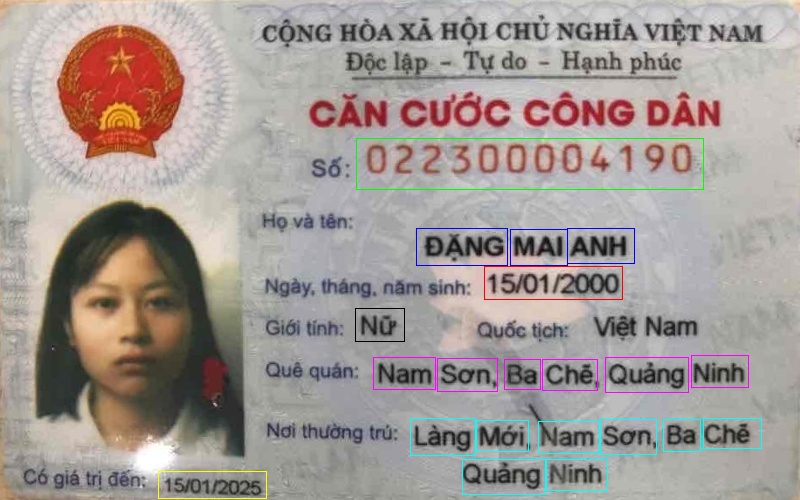 CỘNG HÒA XÃ HỘI CHỦ NGHĨA VIỆT NAM
Độc lập - Tự do - Hạnh phúc
CĂN CƯỚC CÔNG DÂN
Số: 022300004190
Họ và tên:
ĐẶNG MAI ANH
Ngày, tháng, năm sinh: 15/01/2000
Giới tính: Nữ Quốc tịch: Việt Nam
Quê quán: Nam Sơn, Ba Chẽ, Quảng Ninh
Nơi thường trú: Làng Mới, Nam Sơn, Ba Chẽ
Quảng Ninh
Có giá trị đến: 15/01/2025